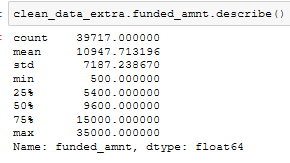 clean_data_extra.funded_amnt.describe()
count 39717.000000
mean 10947.713196
std 7187.238670
min 500.000000
25% 5400.000000
50% 9600.000000
75% 15000.000000
max 35000.000000
Name: funded_amnt, dtype: float64